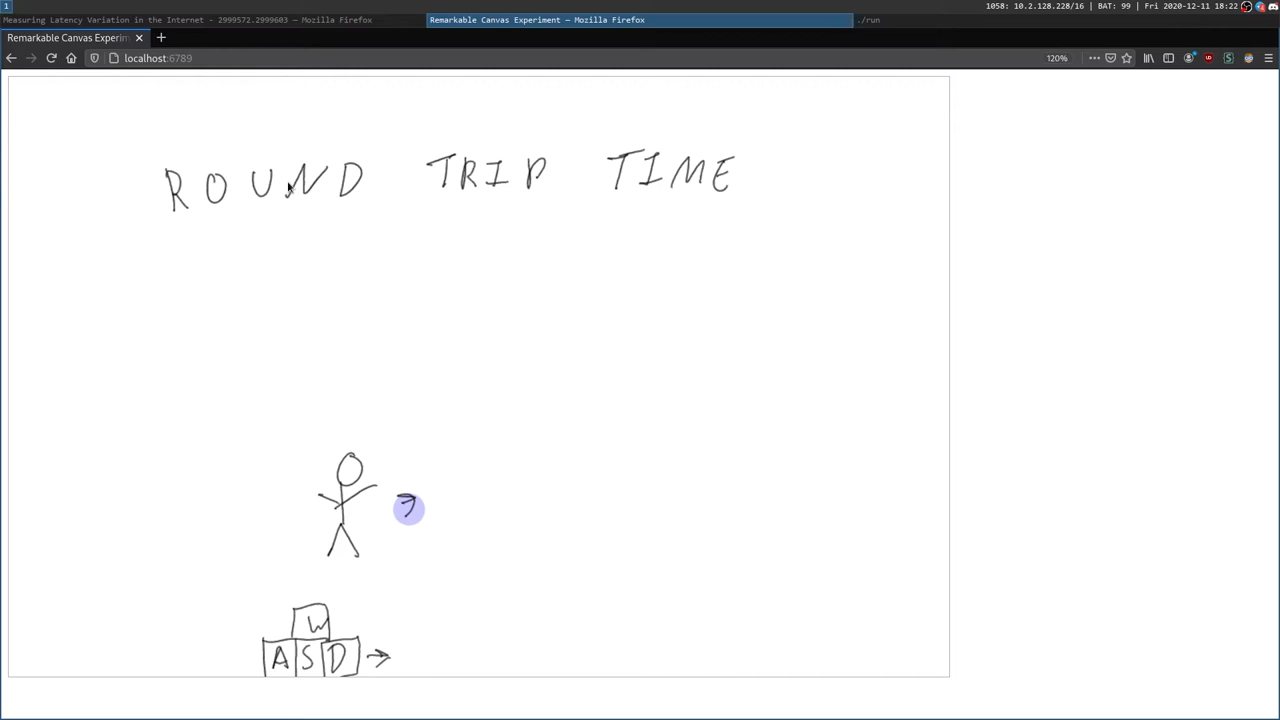 1
1058: 10.2.128.228/16 | BAT: 99 | Fri 2020-12-11 18:22
Measuring Latency Variation in the Internet - 2999572.2999603 — Mozilla Firefox
Remarkable Canvas Experiment — Mozilla Firefox
./run
Remarkable Canvas Experim
localhost:6789
120%
ROUND TRIP TIME
W
A S D